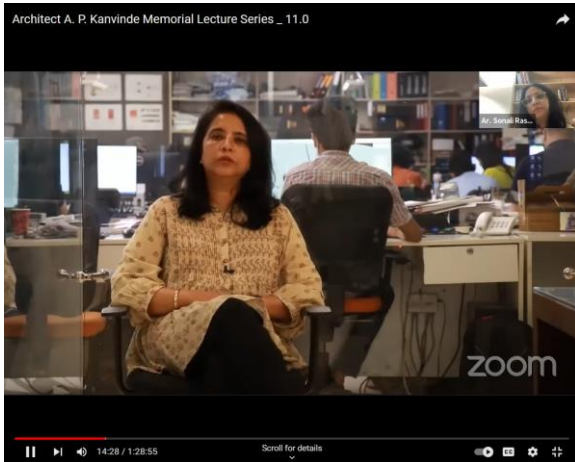 Architect A. P. Kanvinde Memorial Lecture Series _ 11.0
Ar. Sonali Ras...
zoom
14:28 / 1:28:55
Scroll for details
CC